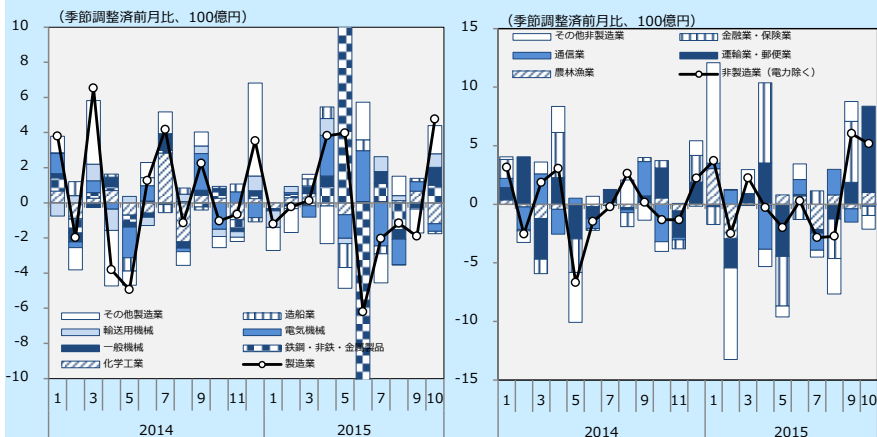 （季節調整済前月比、100億円）
10
8
6
4
2
0
-2
-4
-6
-8
-10
その他製造業
造船業
輸送用機械
電気機械
一般機械
鉄鋼・非鉄・金属製品
化学工業
製造業
1 3 5 7 9 11 1 3 5 6 7 8 9 10
2014 2015
（季節調整済前月比、100億円）
15
10
5
0
-5
-10
-15
その他非製造業
金融業・保険業
通信業
運輸業・郵便業
農林漁業
非製造業（電力除く）
1 3 5 7 9 11 1 2 3 4 5 6 7 8 9 10
2014 2015